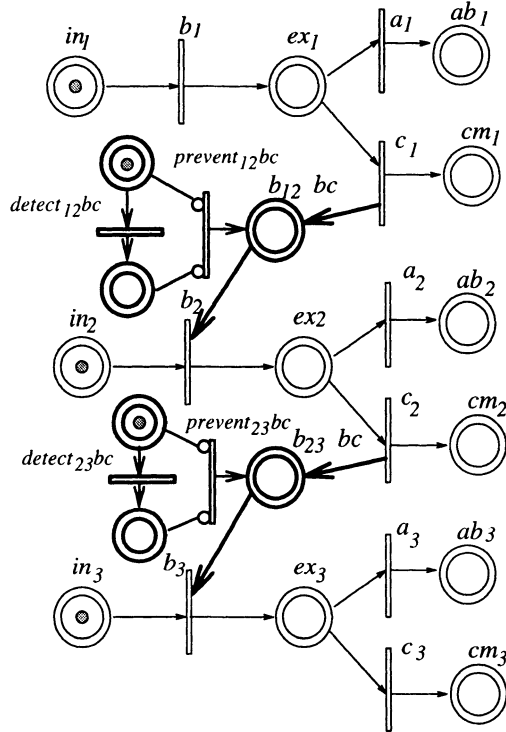 in1 b1 ex1 a1 ab1
c1 cm1
prevent12bc
b12 bc
detect12bc
b2
in2 ex2 a2 ab2
c2 cm2
prevent23bc
b23 bc
detect23bc
b3
in3 ex3 a3 ab3
c3 cm3